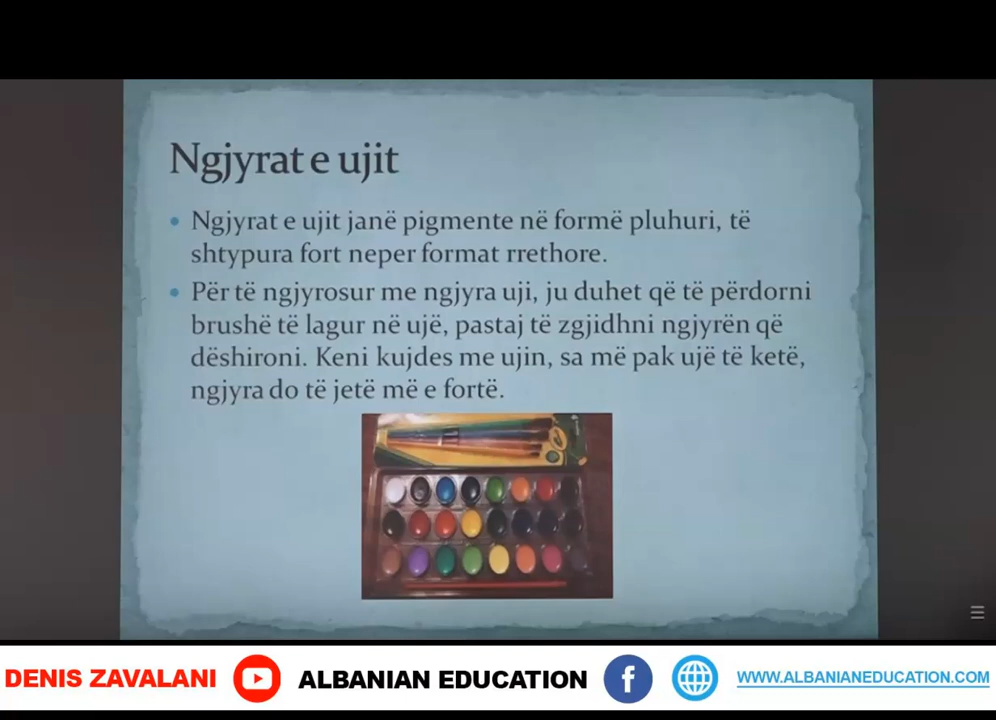 Ngjyrat e ujit
• Ngjyrat e ujit janë pigmente në formë pluhuri, të
shtypura fort neper format rrethore.
• Për të ngjyrosur me ngjyra uji, ju duhet që të përdorni
brushë të lagur në ujë, pastaj të zgjidhni ngjyrën që
dëshironi. Keni kujdes me ujin, sa më pak ujë të ketë,
ngjyra do të jetë më e fortë.
DENIS ZAVALANI ALBANIAN EDUCATION WWW.ALBANIANEDUCATION.COM